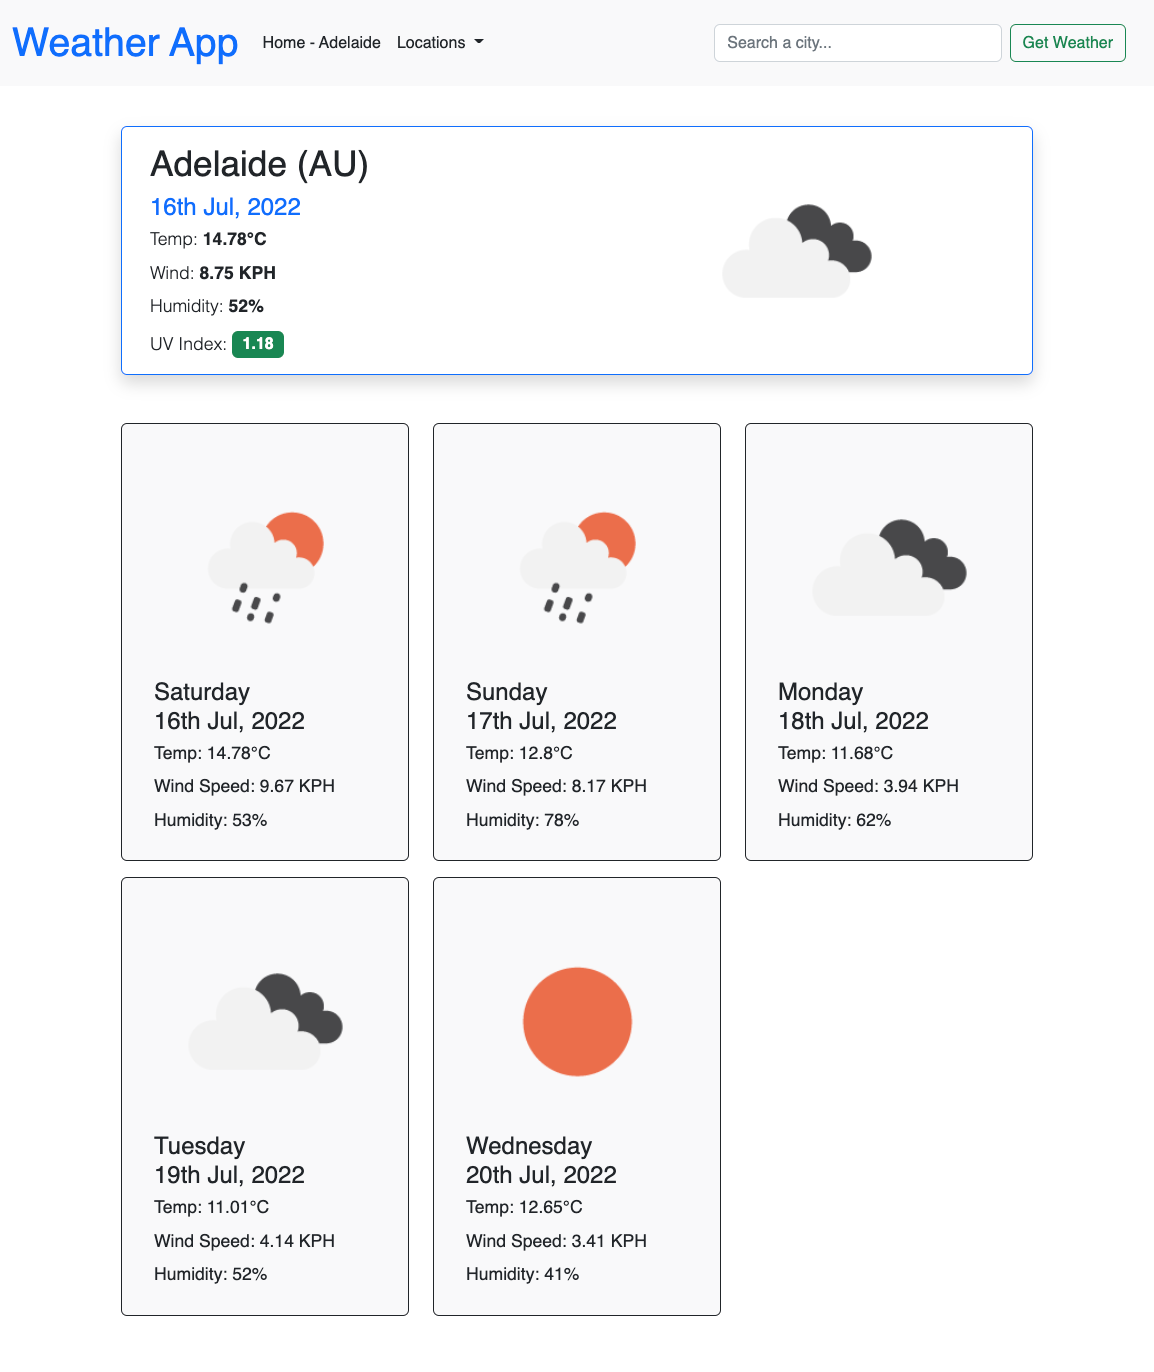 Weather App
Home - Adelaide
Locations
Search a city...
Get Weather
Adelaide (AU)
16th Jul, 2022
Temp: 14.78°C
Wind: 8.75 KPH
Humidity: 52%
UV Index: 1.18
Saturday
16th Jul, 2022
Temp: 14.78°C
Wind Speed: 9.67 KPH
Humidity: 53%
Sunday
17th Jul, 2022
Temp: 12.8°C
Wind Speed: 8.17 KPH
Humidity: 78%
Monday
18th Jul, 2022
Temp: 11.68°C
Wind Speed: 3.94 KPH
Humidity: 62%
Tuesday
19th Jul, 2022
Temp: 11.01°C
Wind Speed: 4.14 KPH
Humidity: 52%
Wednesday
20th Jul, 2022
Temp: 12.65°C
Wind Speed: 3.41 KPH
Humidity: 41%